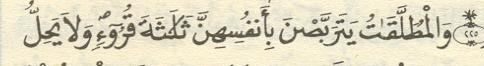 وَالْمُطَلَّقَٰتُ يَتَرَبَّصْنَ بِأَنفُسِهِنَّ ثَلَٰثَةَ قُرُوٓءٍۢ وَلَا يَحِلُّ